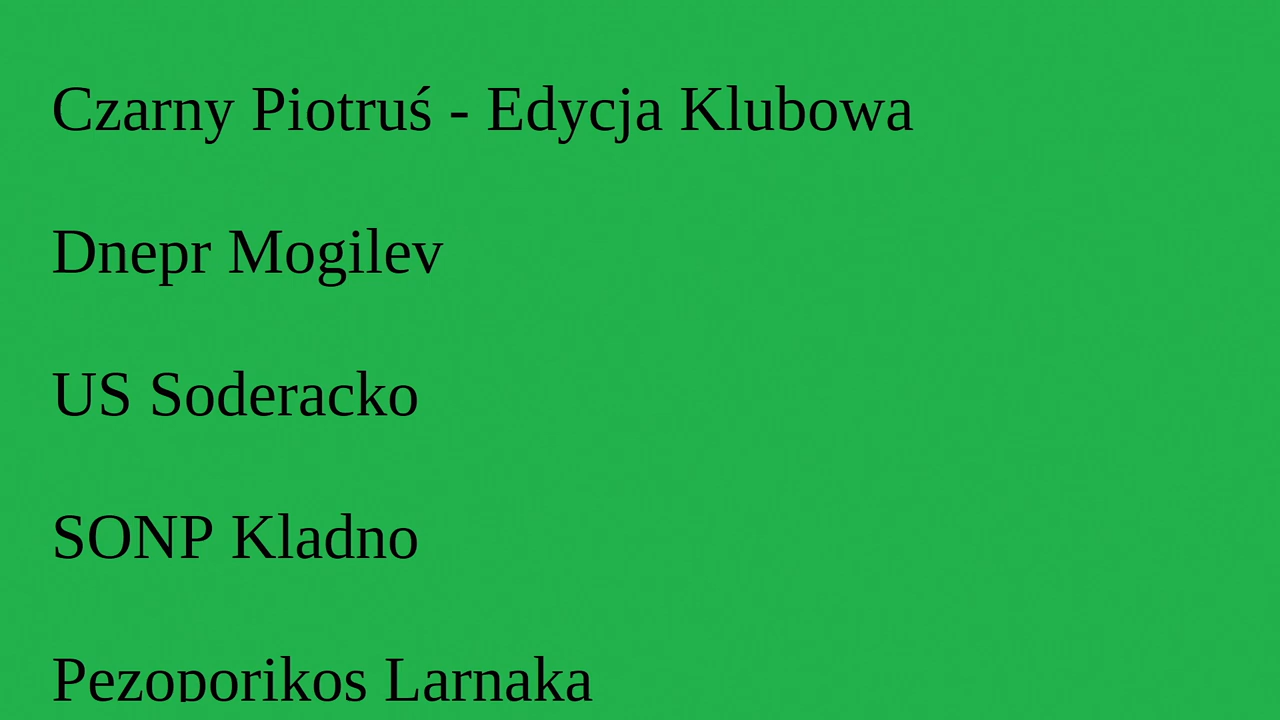 Czarny Piotruś - Edycja Klubowa
Dnepr Mogilev
US Soderacko
SONP Kladno
Pezoporikos Larnaka